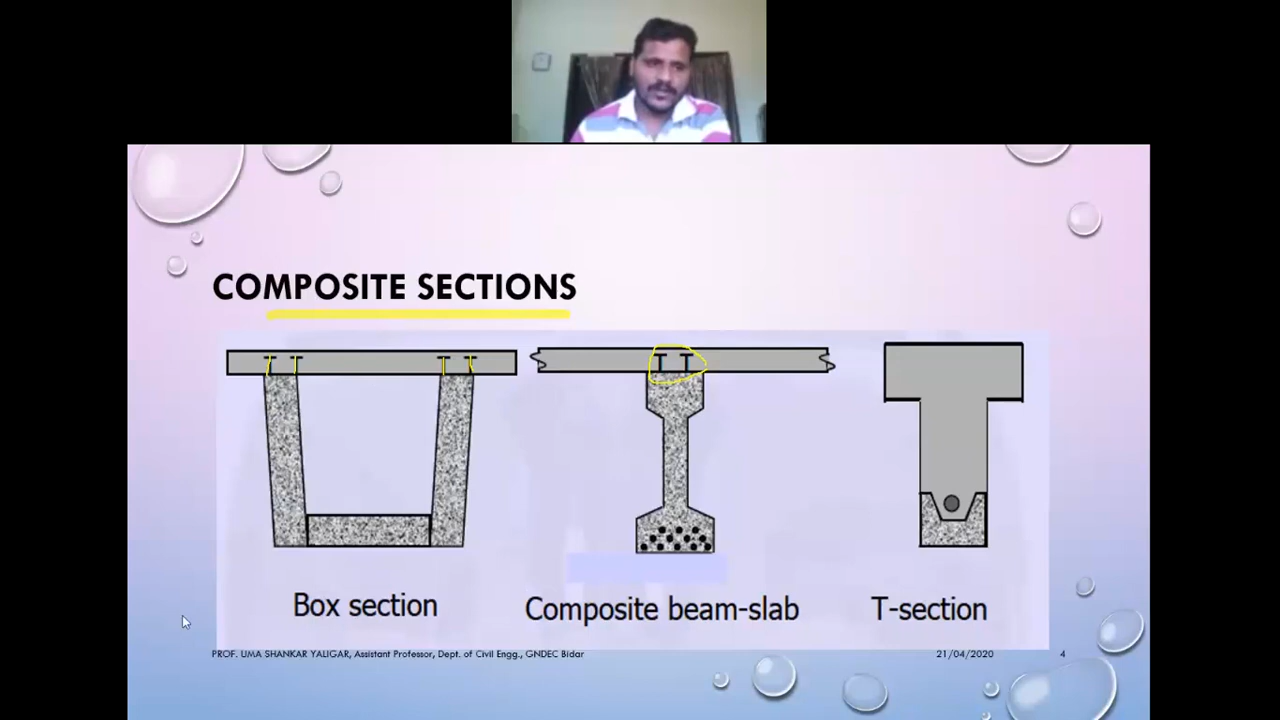 COMPOSITE SECTIONS
Box section
Composite beam-slab
T-section
PROF. UMA SHANKAR YALIGAR, Assistant Professor, Dept. of Civil Engg., GNDEC Bidar
21/04/2020
4